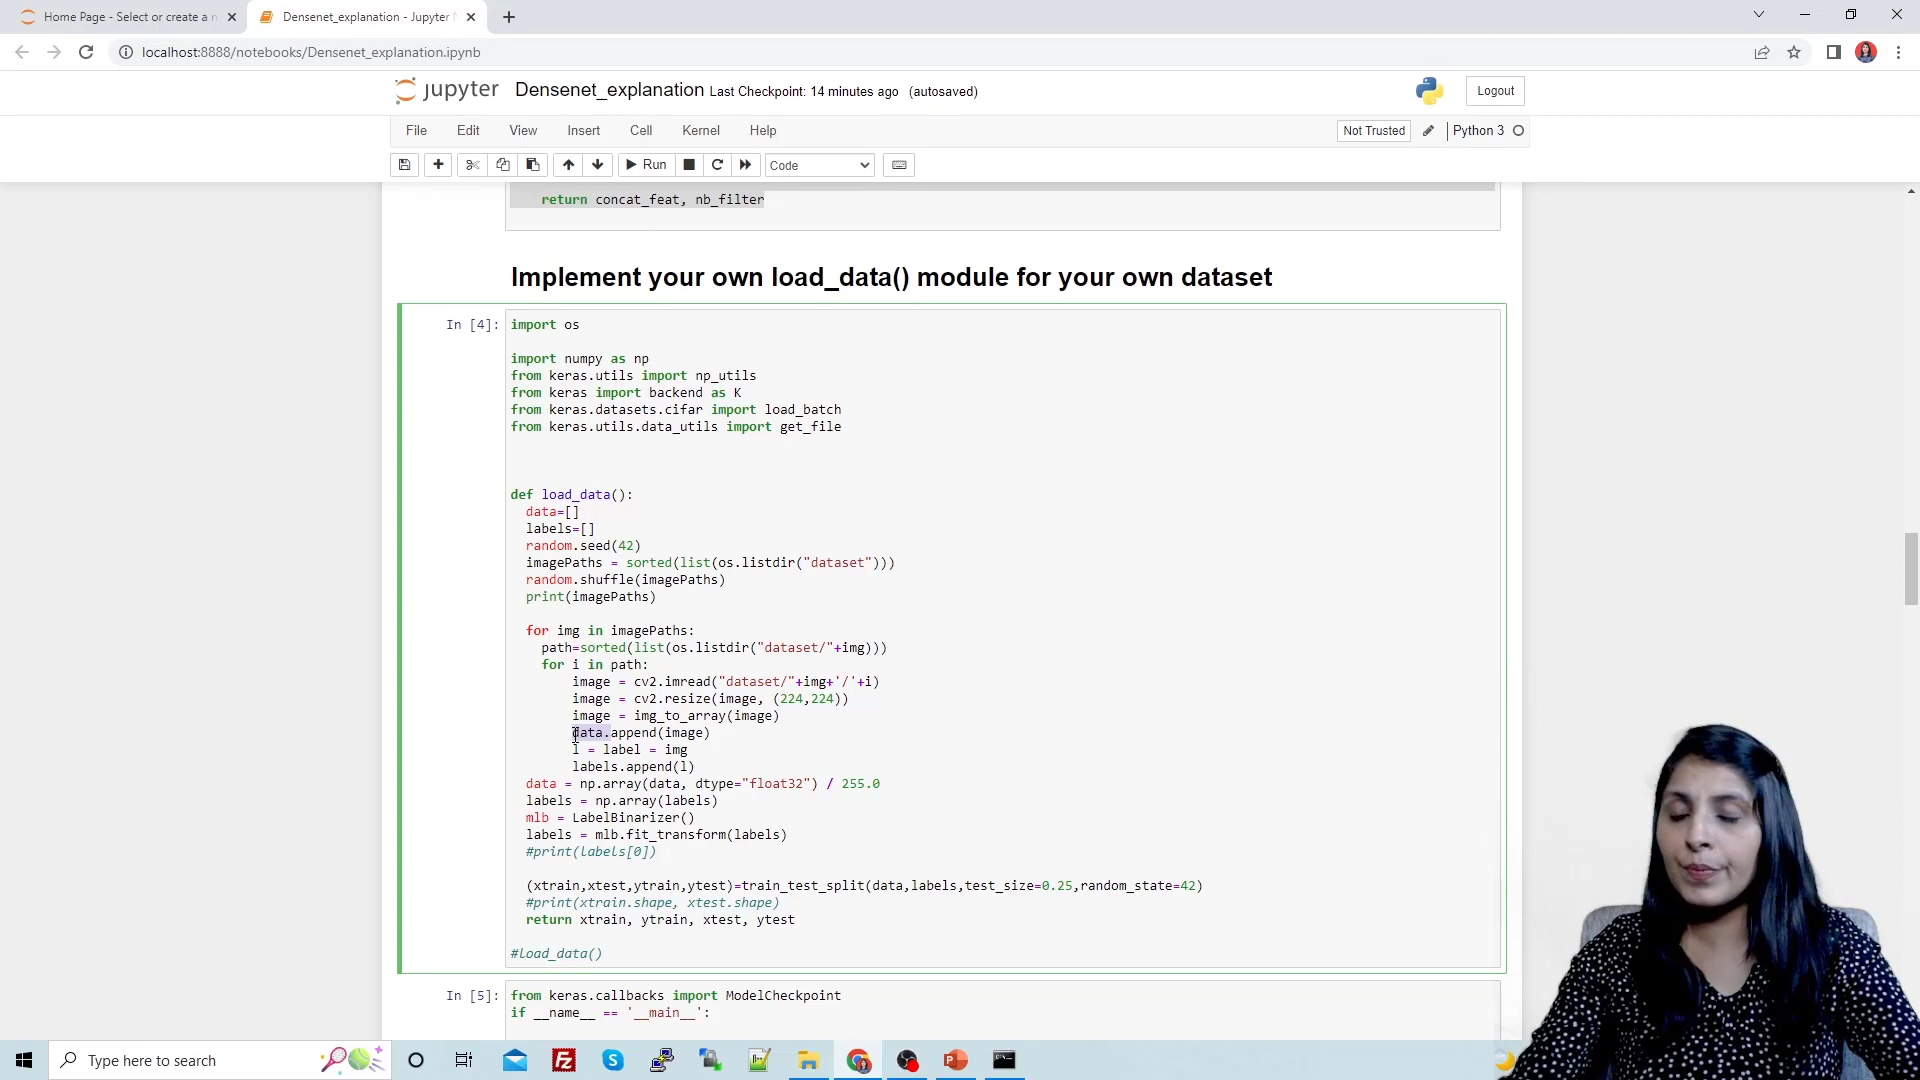 Home Page - Select or create a n
Densenet_explanation - Jupyter N
localhost:8888/notebooks/Densenet_explanation.ipynb
jupyter Densenet_explanation Last Checkpoint: 14 minutes ago (autosaved)
Logout
File Edit View Insert Cell Kernel Help
Not Trusted Python 3
Run Code
return concat_feat, nb_filter
Implement your own load_data() module for your own dataset
In [4]:
import os
import numpy as np
from keras.utils import np_utils
from keras import backend as K
from keras.datasets.cifar import load_batch
from keras.utils.data_utils import get_file
def load_data():
data=[]
labels=[]
random.seed(42)
imagePaths = sorted(list(os.listdir("dataset")))
random.shuffle(imagePaths)
print(imagePaths)
for img in imagePaths:
path=sorted(list(os.listdir("dataset/"+img)))
for i in path:
image = cv2.imread("dataset/"+img+'/'+i)
image = cv2.resize(image, (224,224))
image = img_to_array(image)
data.append(image)
l = label = img
labels.append(l)
data = np.array(data, dtype="float32") / 255.0
labels = np.array(labels)
mlb = LabelBinarizer()
labels = mlb.fit_transform(labels)
#print(labels[0])
(xtrain,xtest,ytrain,ytest)=train_test_split(data,labels,test_size=0.25,random_state=42)
#print(xtrain.shape, xtest.shape)
return xtrain, ytrain, xtest, ytest
#load_data()
In [5]:
from keras.callbacks import ModelCheckpoint
if __name__ == '__main__':
Type here to search